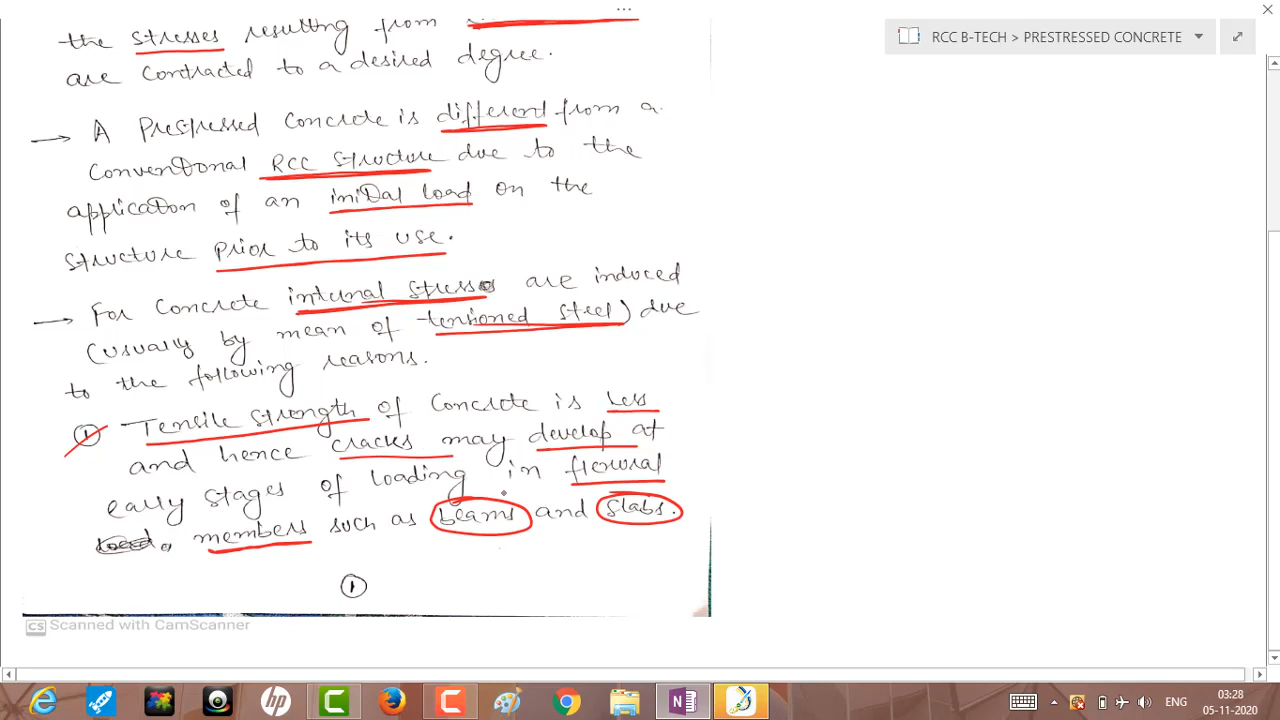 ...
RCC B-TECH > PRESTRESSED CONCRETE
the stresses resulting from
are contracted to a desired degree.
→ A Prespressed Concrete is different from a
Conventional RCC structure due to the
application of an initial load on the
structure prior to its use.
→ For Concrete internal stresses are induced
(usually by mean of tensioned steel) due
to the following reasons.
① Tensile strength of Concrete is less
and hence cracks may develop at
early stages of loading in flexural
members such as beams and slabs.
①
CS Scanned with CamScanner
ENG
03:28
05-11-2020